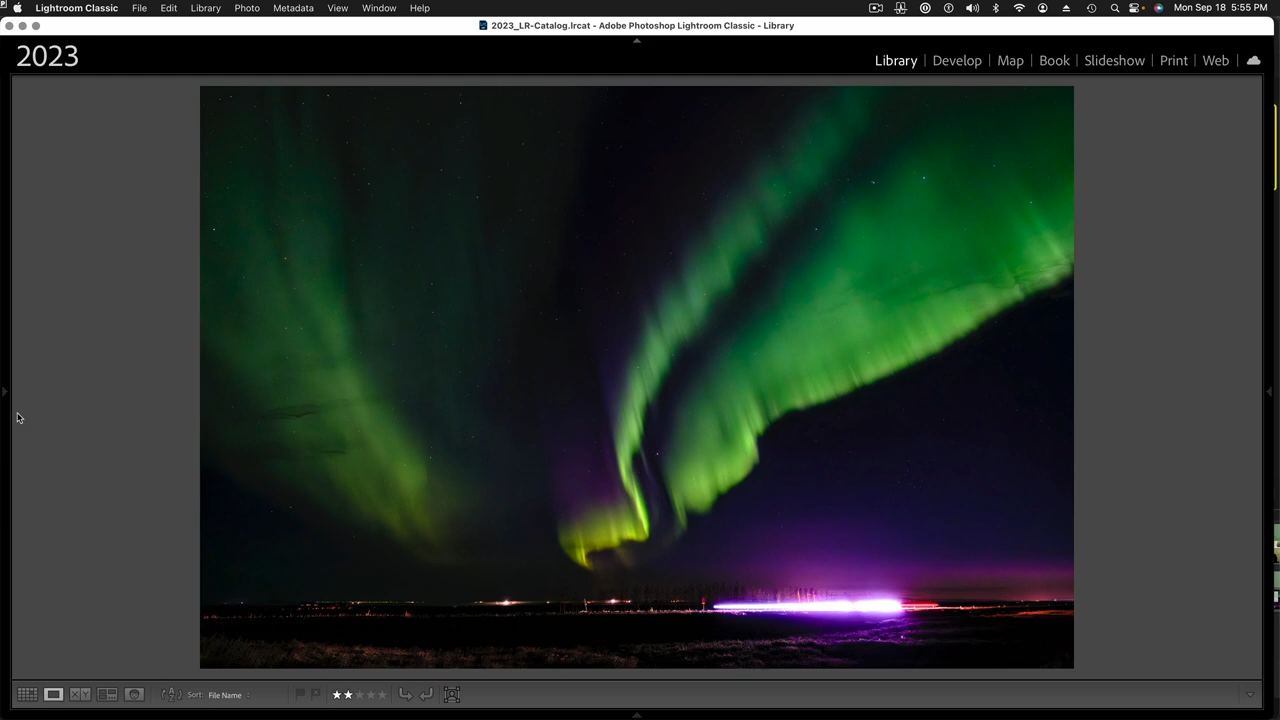 Lightroom Classic File Edit Library Photo Metadata View Window Help Mon Sep 18 5:55 PM
2023_LR-Catalog.lrcat - Adobe Photoshop Lightroom Classic - Library
2023 Library | Develop | Map | Book | Slideshow | Print | Web
Sort: File Name